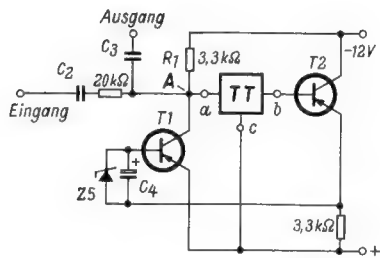 Ausgang
C3
R1
3,3kΩ
T2
-12V
C2
20kΩ
A
a
TT
b
Eingang
T1
c
+
Z5
C4
3,3kΩ
+